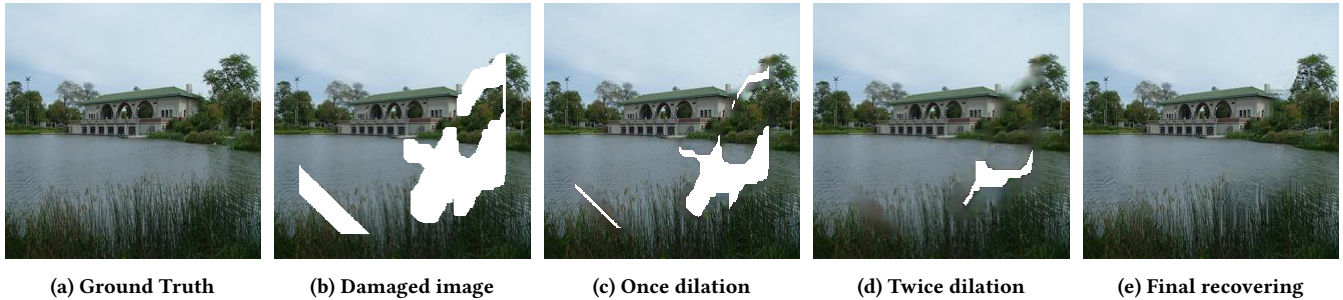 (a) Ground Truth (b) Damaged image (c) Once dilation (d) Twice dilation (e) Final recovering